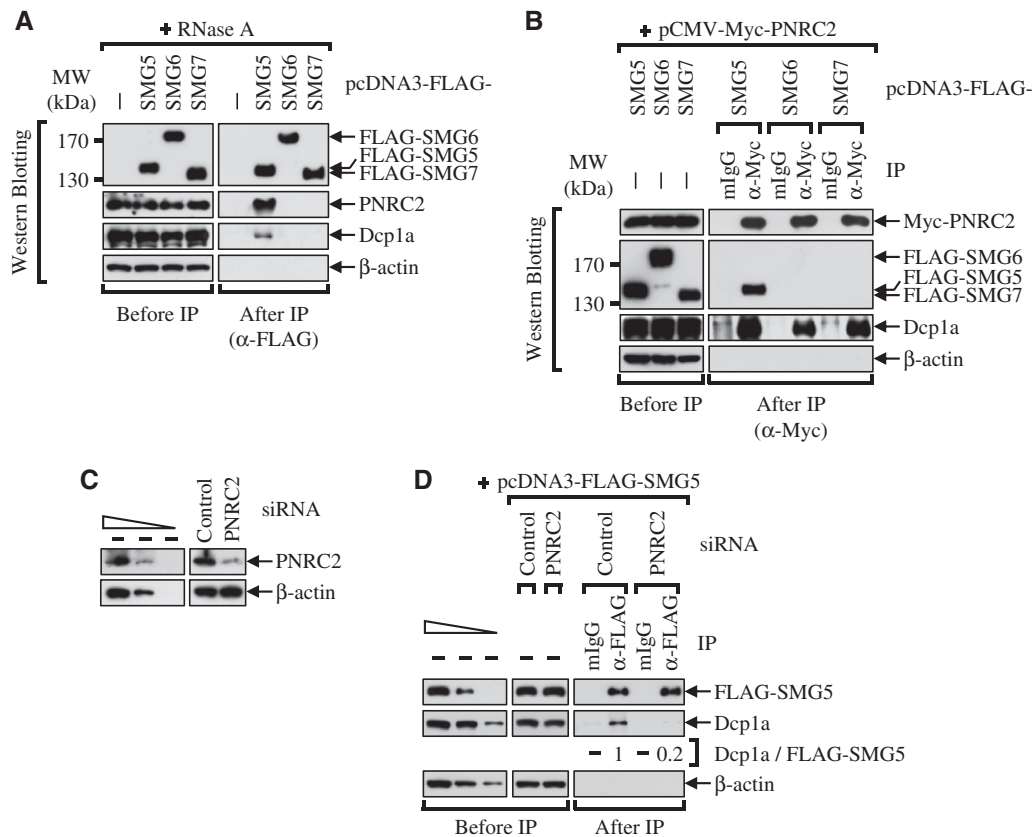 A
+ RNase A
MW
(kDa)
–
SMG5
SMG6
SMG7
–
SMG5
SMG6
SMG7
pcDNA3-FLAG-
170
130
FLAG-SMG6
FLAG-SMG5
FLAG-SMG7
PNRC2
Dcp1a
β-actin
Western Blotting
Before IP
After IP
(α-FLAG)
B
+ pCMV-Myc-PNRC2
SMG5
SMG6
SMG7
SMG5
SMG6
SMG7
pcDNA3-FLAG-
MW
(kDa)
–
–
–
mIgG
α-Myc
mIgG
α-Myc
mIgG
α-Myc
IP
Myc-PNRC2
170
130
FLAG-SMG6
FLAG-SMG5
FLAG-SMG7
Dcp1a
β-actin
Western Blotting
Before IP
After IP
(α-Myc)
C
Control
PNRC2
siRNA
– – –
PNRC2
β-actin
D
+ pcDNA3-FLAG-SMG5
Control
PNRC2
Control
PNRC2
siRNA
mIgG
α-FLAG
mIgG
α-FLAG
IP
– – – – –
FLAG-SMG5
Dcp1a
– 1 – 0.2 Dcp1a / FLAG-SMG5
β-actin
Before IP
After IP